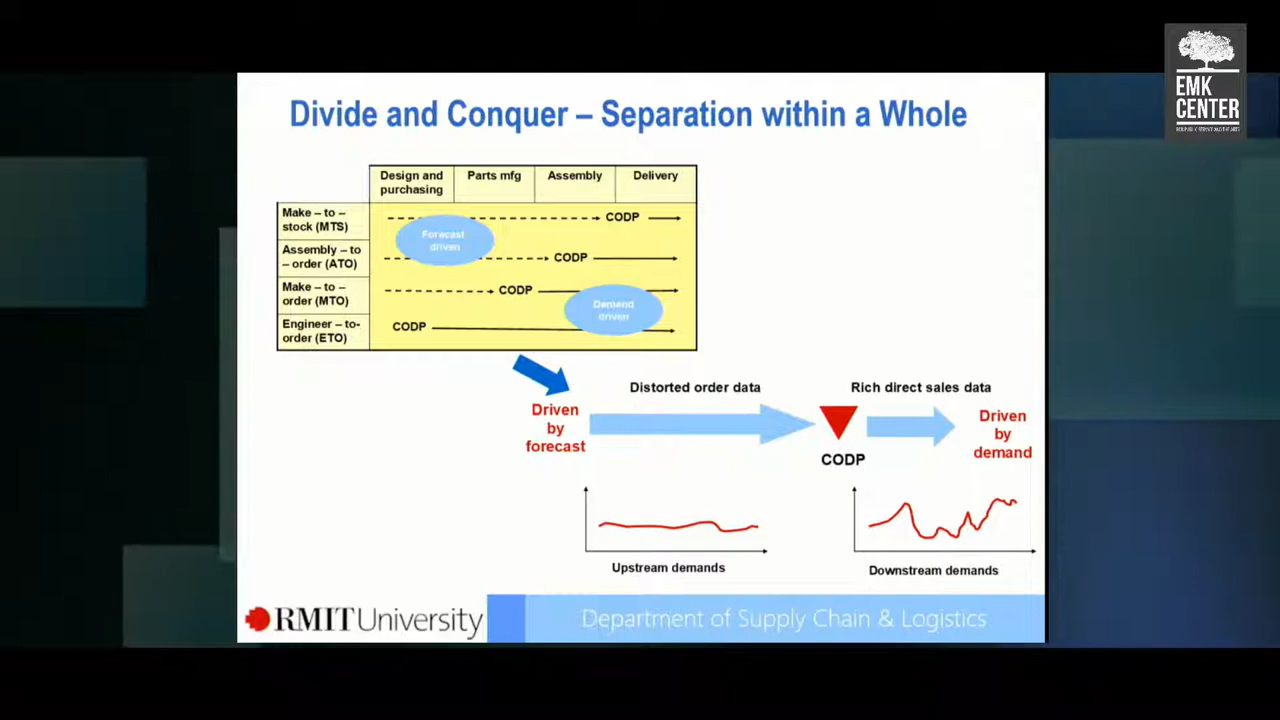 EMK
CENTER
Divide and Conquer – Separation within a Whole
Design and
purchasing
Parts mfg
Assembly
Delivery
Make – to –
stock (MTS)
CODP
Forecast
driven
Assembly – to
– order (ATO)
CODP
Make – to –
order (MTO)
CODP
Demand
driven
Engineer – to-
order (ETO)
CODP
Distorted order data
Rich direct sales data
Driven
by
forecast
CODP
Driven
by
demand
Upstream demands
Downstream demands
RMIT University
Department of Supply Chain & Logistics